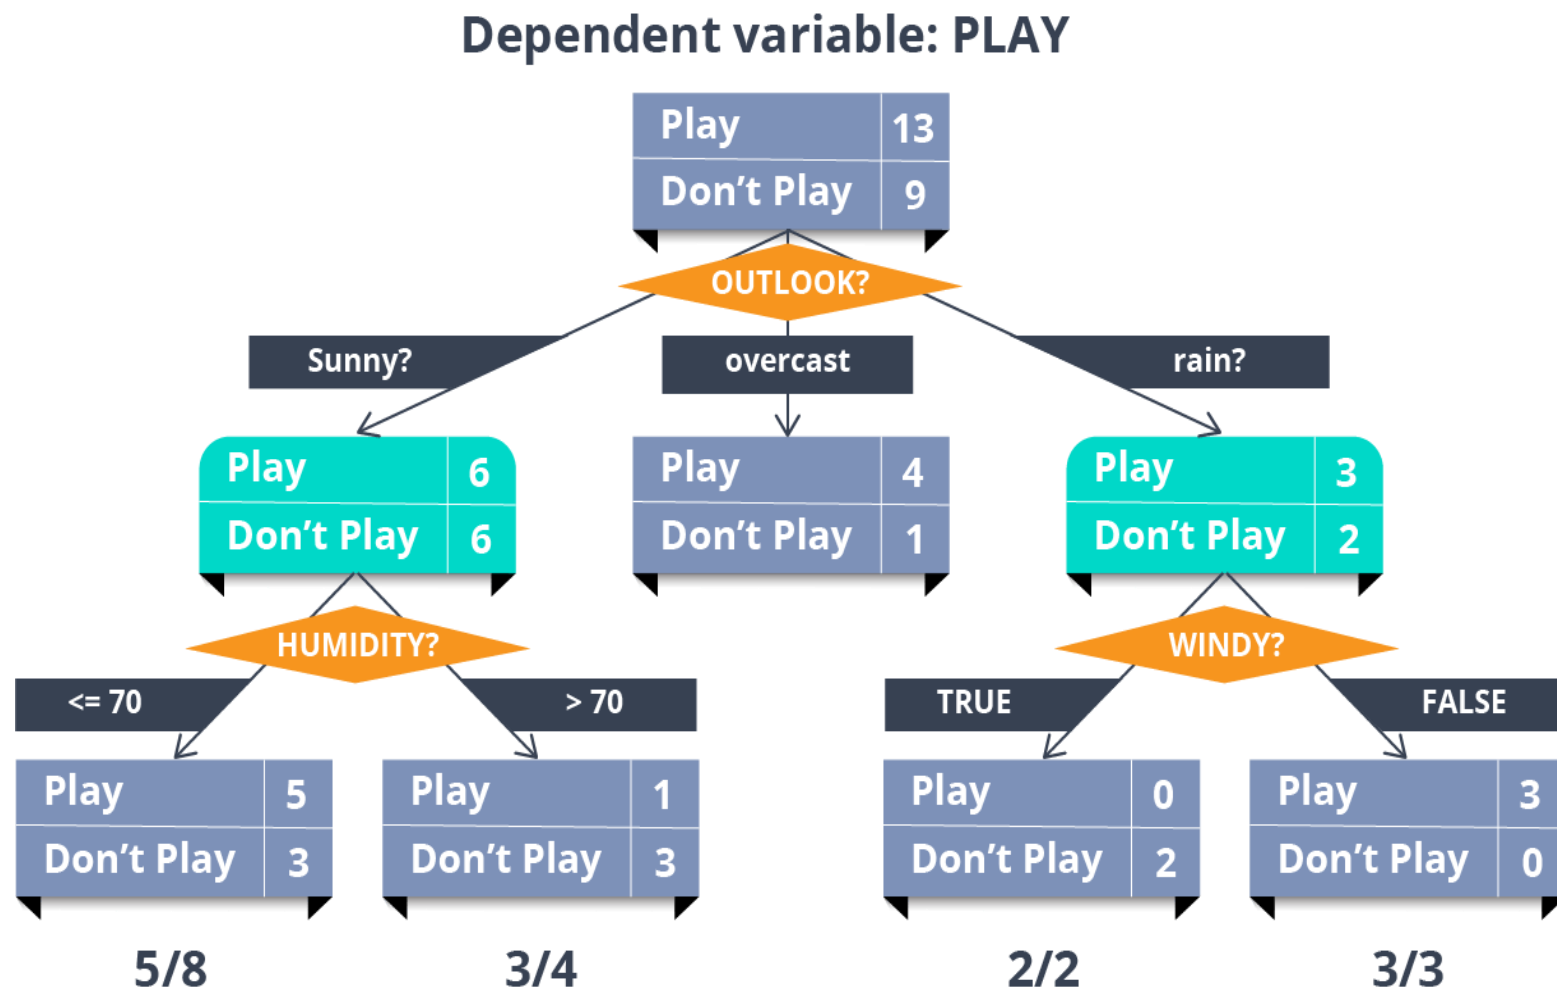 Dependent variable: PLAY
Play 13
Don't Play 9
OUTLOOK?
Sunny? overcast rain?
Play 6 Play 4 Play 3
Don't Play 6 Don't Play 1 Don't Play 2
HUMIDITY? WINDY?
<= 70 > 70 TRUE FALSE
Play 5 Play 1 Play 0 Play 3
Don't Play 3 Don't Play 3 Don't Play 2 Don't Play 0
5/8 3/4 2/2 3/3